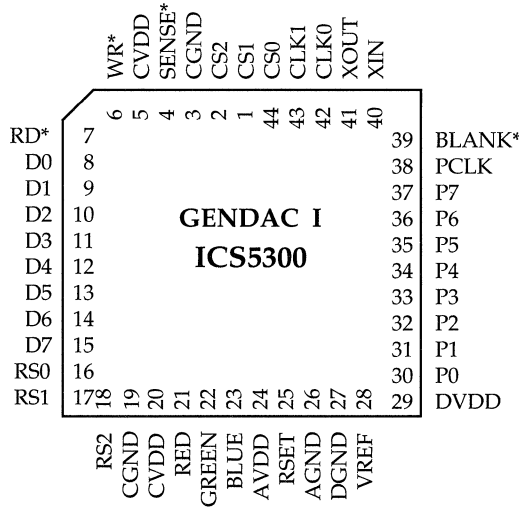 WR* CVDD SENSE* CGND CS2 CS1 CS0 CLK1 CLK0 XOUT XIN
6 5 4 3 2 1 44 43 42 41 40
RD* 7 39 BLANK*
D0 8 38 PCLK
D1 9 37 P7
D2 10 36 P6
GENDAC I
D3 11 35 P5
ICS5300
D4 12 34 P4
D5 13 33 P3
D6 14 32 P2
D7 15 31 P1
RS0 16 30 P0
RS1 17 29 DVDD
18 19 20 21 22 23 24 25 26 27 28
RS2 CGND CVDD RED GREEN BLUE AVDD RSET AGND DGND VREF